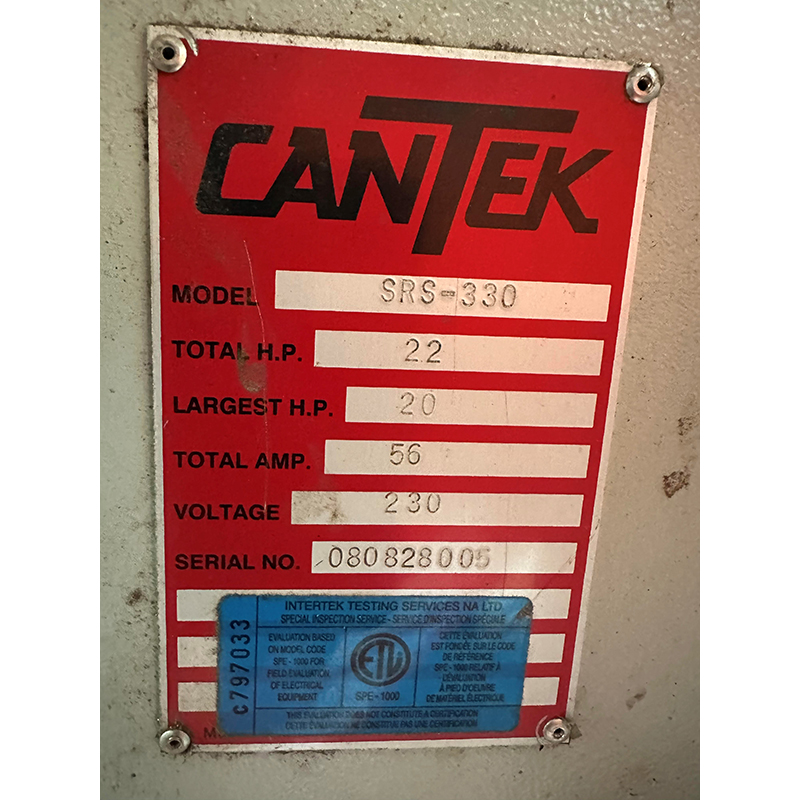 CANTEK
MODEL SRS-330
TOTAL H.P. 22
LARGEST H.P. 20
TOTAL AMP. 56
VOLTAGE 230
SERIAL NO. 080828005
C797033
INTERTEK TESTING SERVICES NA LTD.
SPECIAL INSPECTION SERVICE - SERVICE D'INSPECTION SPÉCIALE
EVALUATION BASED
ON MODEL CODE
SPE - 1000 FOR
FIELD EVALUATION
OF ELECTRICAL
EQUIPMENT
ETL
SPE - 1000
CETTE ÉVALUATION
EST FONDÉE SUR LE CODE
DE RÉFÉRENCE
SPE - 1000 RELATIF À
L'ÉVALUATION
À PIED D'OEUVRE
DE MATÉRIEL ÉLECTRIQUE
THIS EVALUATION DOES NOT CONSTITUTE A CERTIFICATION
CETTE ÉVALUATION NE CONSTITUE PAS UNE CERTIFICATION